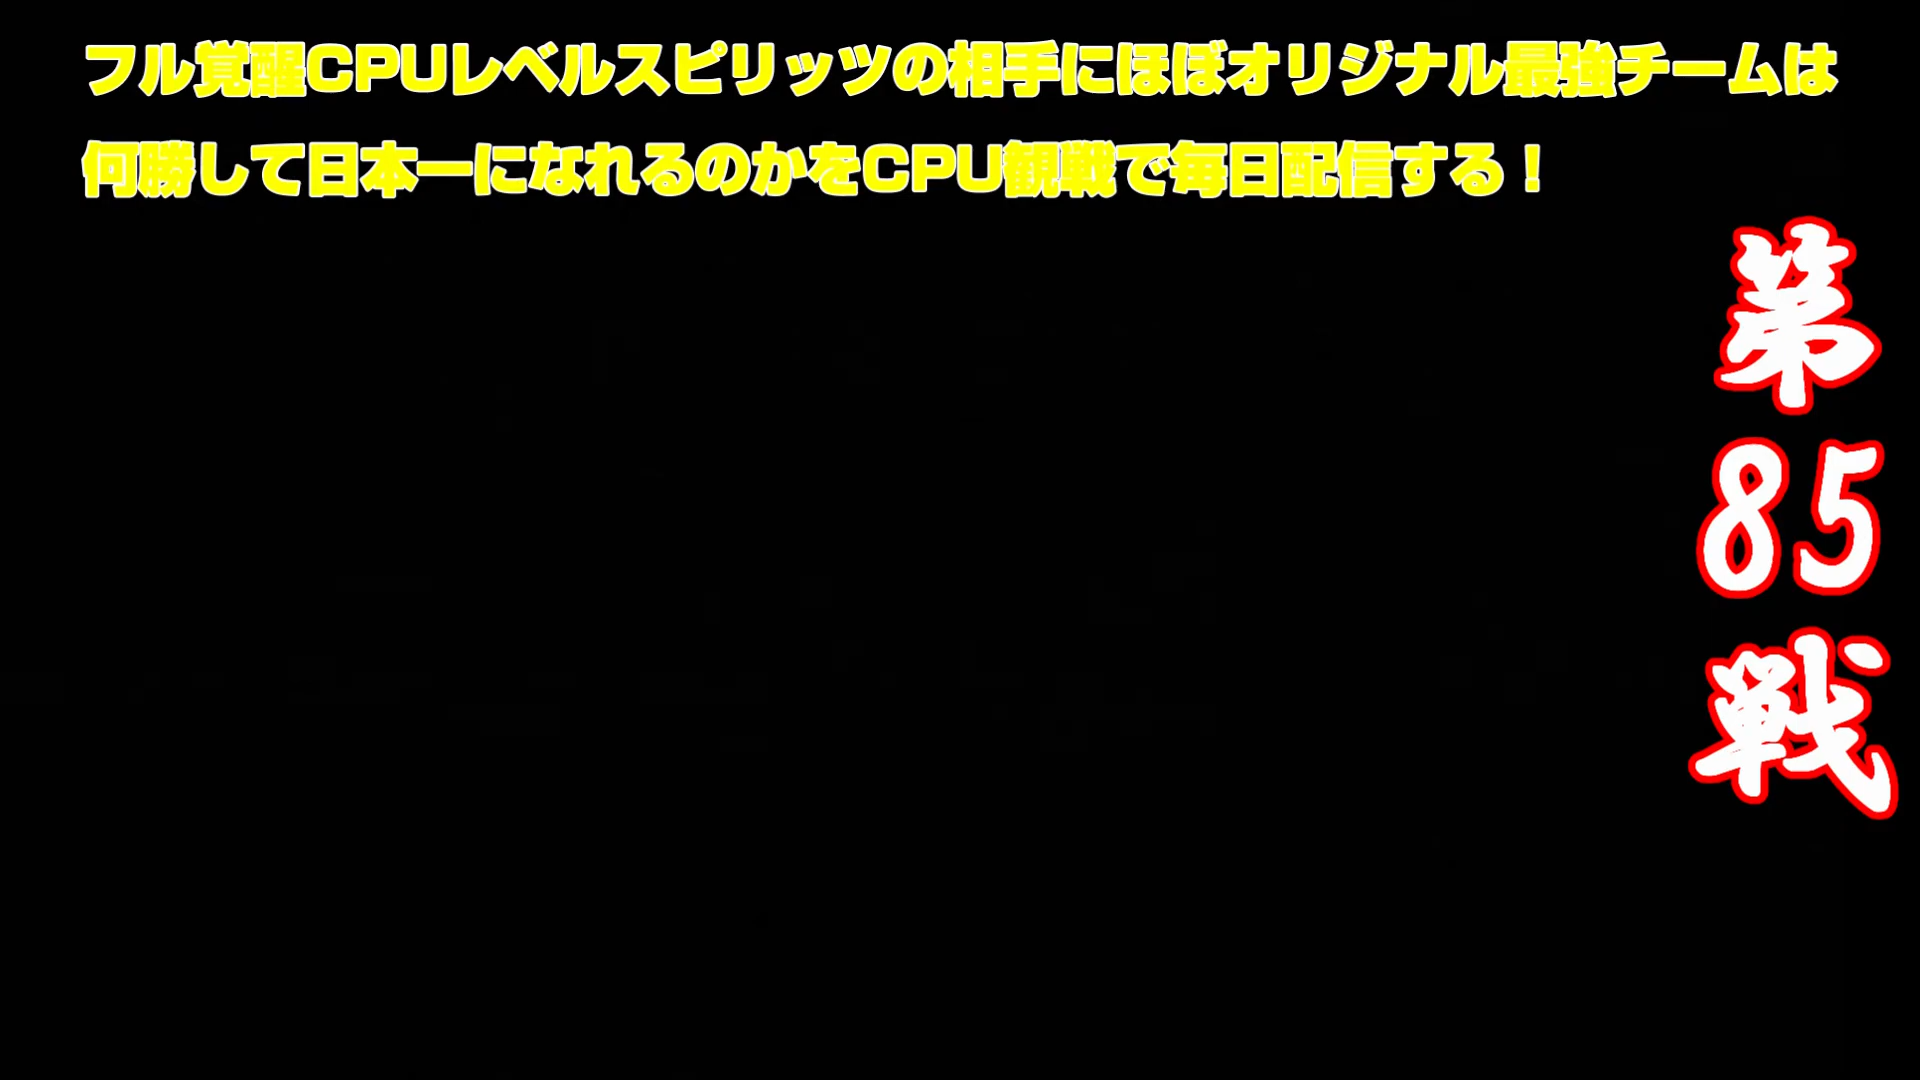 フル覚醒CPUレベルスピリッツの相手にほぼオリジナル最強チームは
何勝して日本一になれるのかをCPU観戦で毎日配信する！
第
85
戦